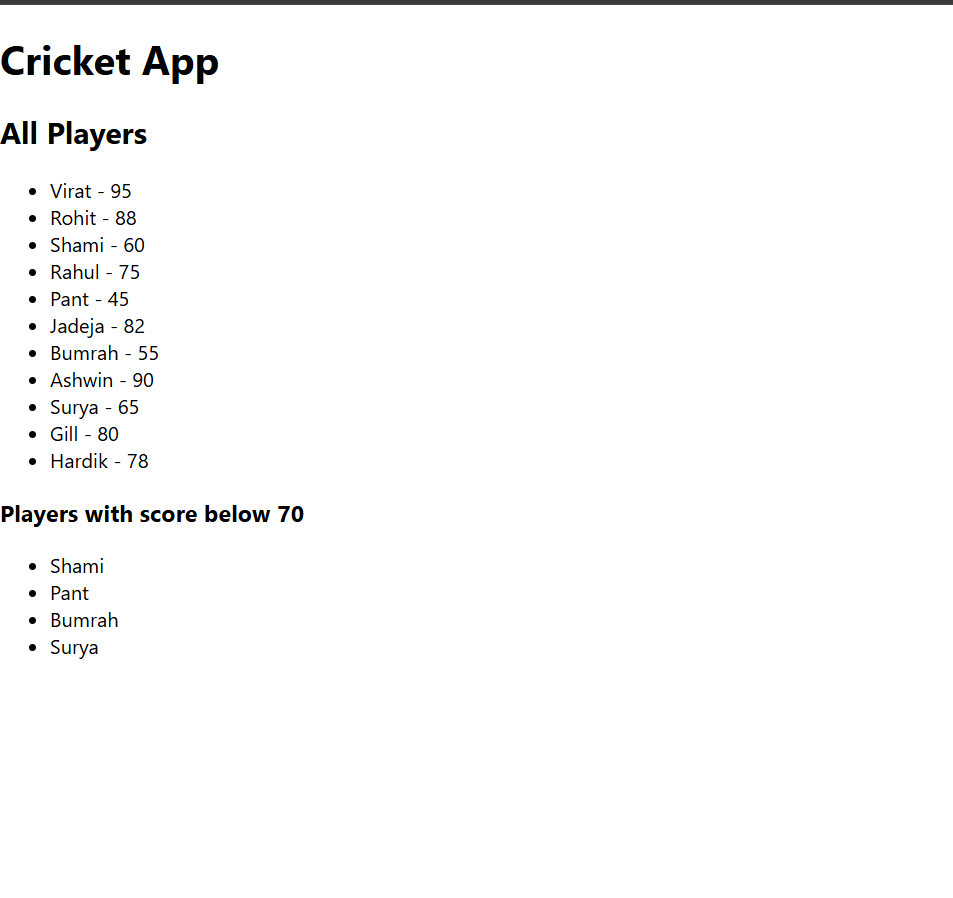 Cricket App
All Players
• Virat - 95
• Rohit - 88
• Shami - 60
• Rahul - 75
• Pant - 45
• Jadeja - 82
• Bumrah - 55
• Ashwin - 90
• Surya - 65
• Gill - 80
• Hardik - 78
Players with score below 70
• Shami
• Pant
• Bumrah
• Surya